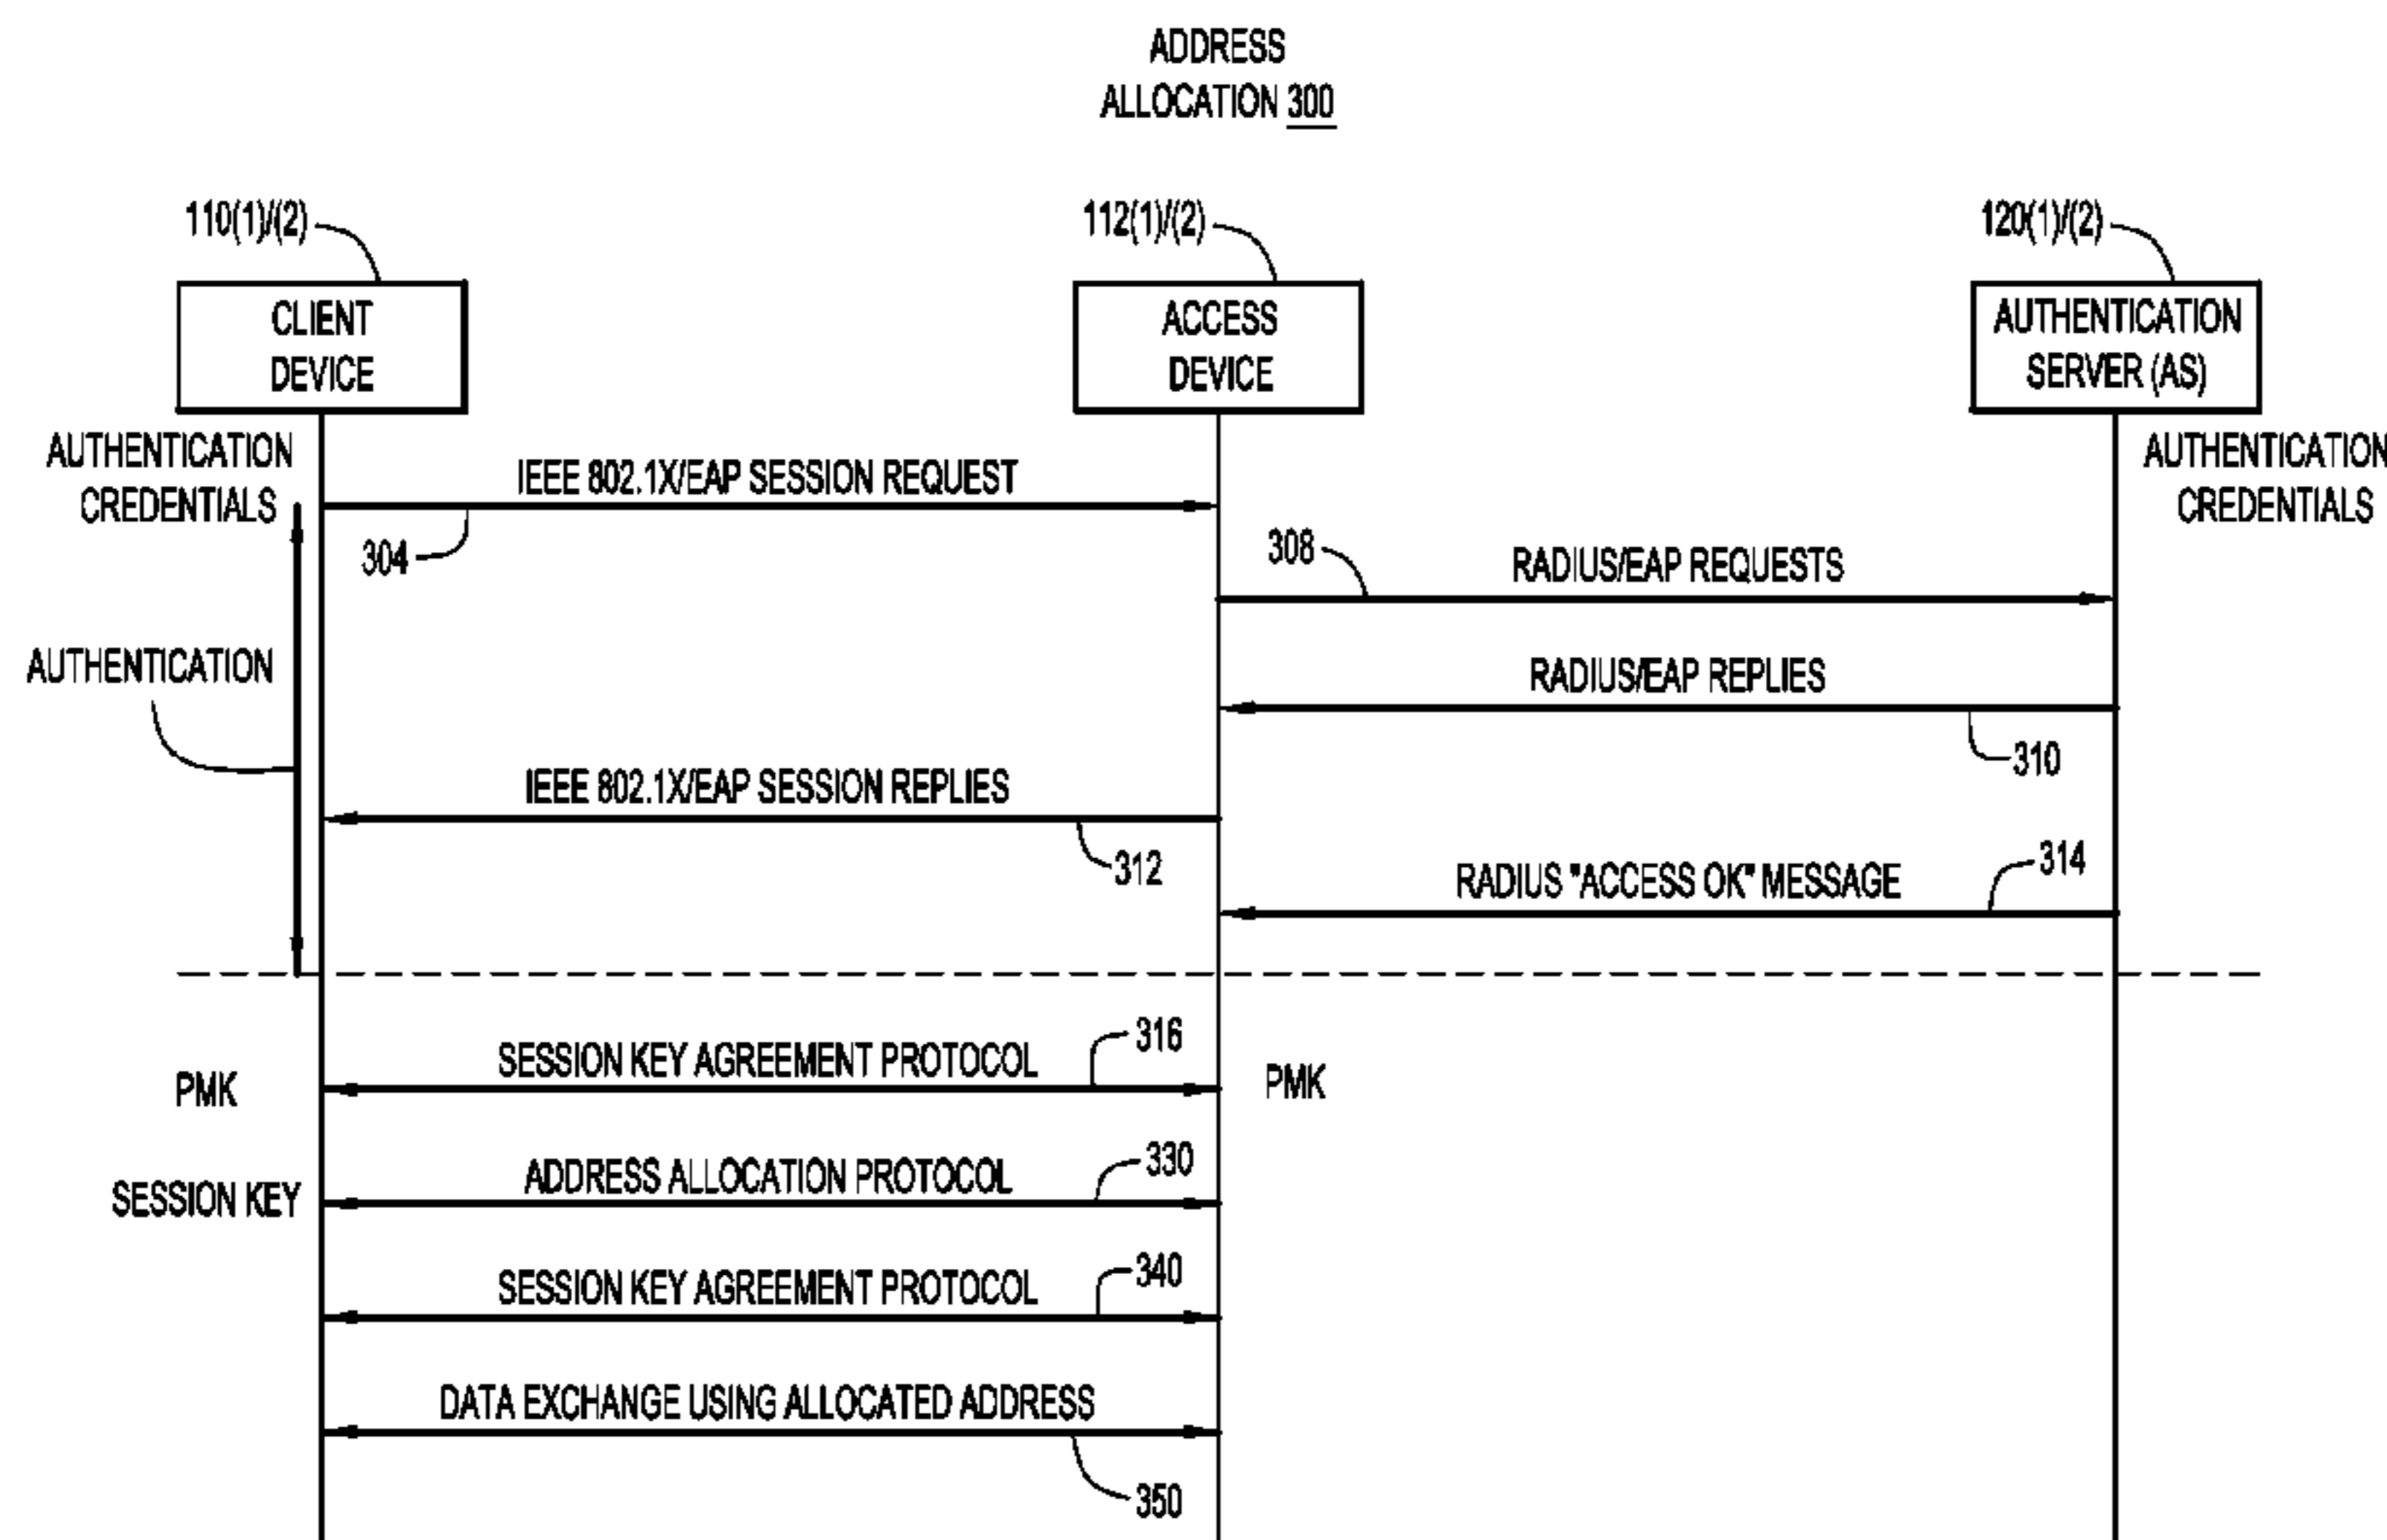 ADDRESS
ALLOCATION 300
110(1)/(2)
112(1)/(2)
120(1)/(2)
CLIENT
DEVICE
ACCESS
DEVICE
AUTHENTICATION
SERVER (AS)
AUTHENTICATION
CREDENTIALS
AUTHENTICATION
CREDENTIALS
IEEE 802.1X/EAP SESSION REQUEST
304
308
RADIUS/EAP REQUESTS
AUTHENTICATION
RADIUS/EAP REPLIES
310
IEEE 802.1X/EAP SESSION REPLIES
312
RADIUS "ACCESS OK" MESSAGE
314
316
SESSION KEY AGREEMENT PROTOCOL
PMK
PMK
330
ADDRESS ALLOCATION PROTOCOL
SESSION KEY
340
SESSION KEY AGREEMENT PROTOCOL
DATA EXCHANGE USING ALLOCATED ADDRESS
350